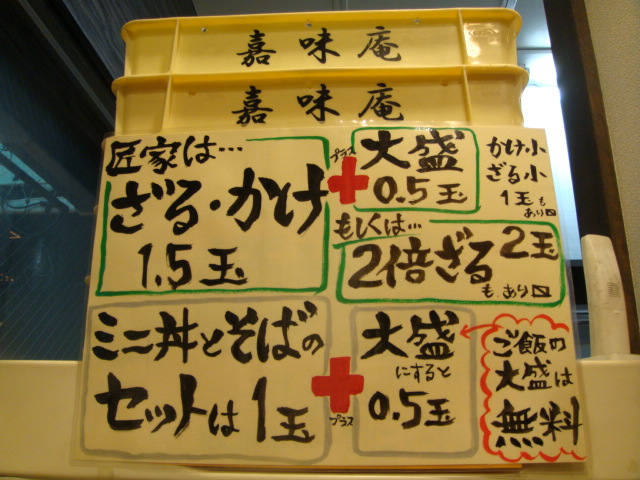 嘉味庵
嘉味庵
匠家は…
ざる・かけ
1.5玉
プラス
大盛
0.5玉
かけ小
ざる小
1玉も
あり〼
もしくは…
2倍ざる2玉
も、あり〼
ミニ丼とそばの
セットは1玉
プラス
大盛
にすると
0.5玉
ご飯の
大盛は
無料